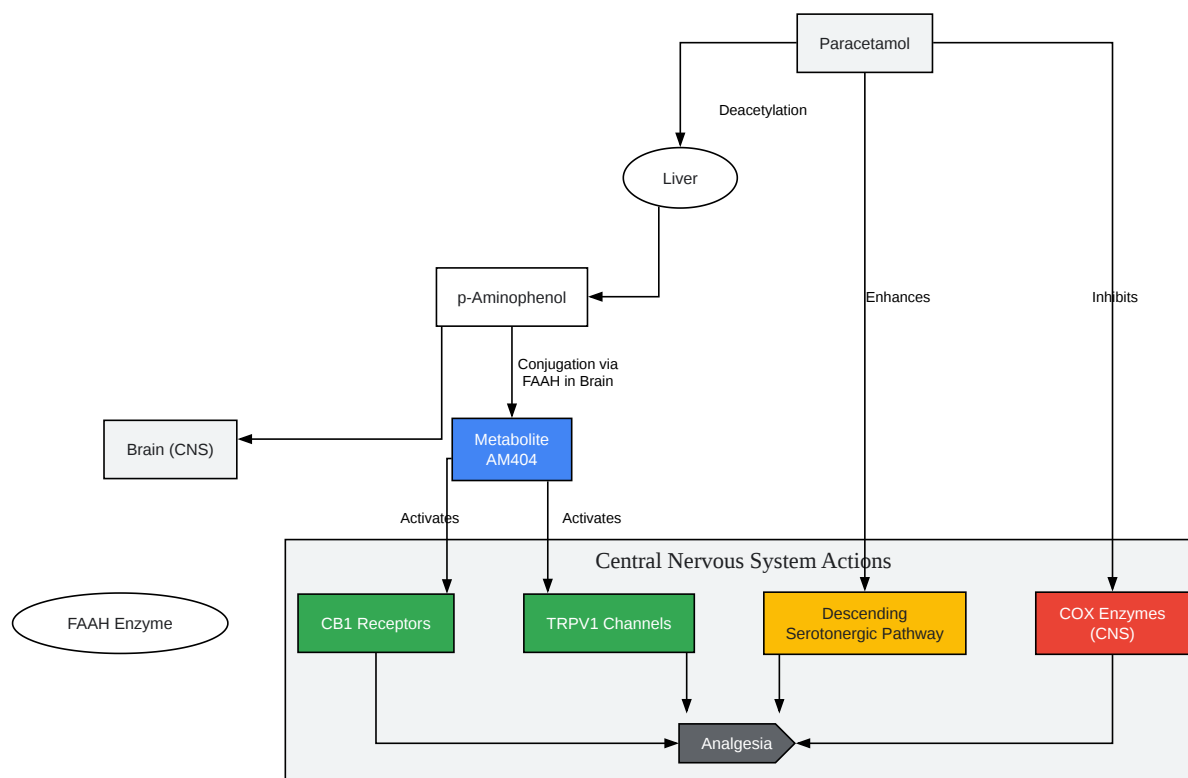 Paracetamol
Deacetylation
Liver
p-Aminophenol
Enhances
Inhibits
Conjugation via
FAAH in Brain
Brain (CNS)
Metabolite
AM404
Activates
Activates
Central Nervous System Actions
FAAH Enzyme
CB1 Receptors
TRPV1 Channels
Descending
Serotonergic Pathway
COX Enzymes
(CNS)
Analgesia